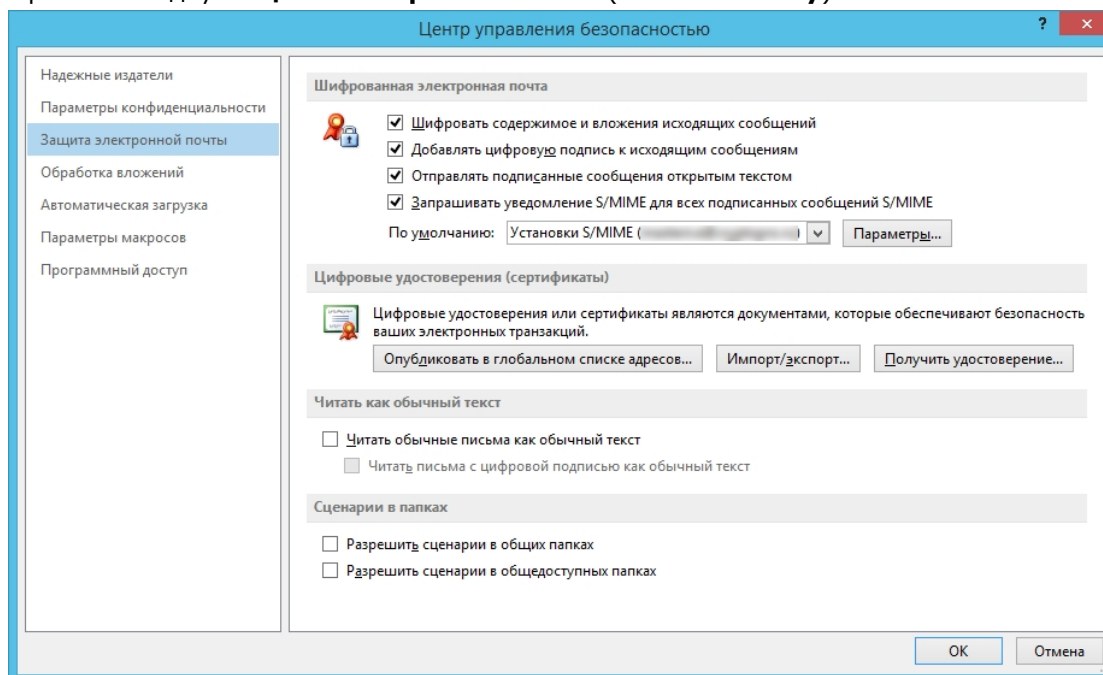 Центр управления безопасностью
?
Надежные издатели
Параметры конфиденциальности
Защита электронной почты
Обработка вложений
Автоматическая загрузка
Параметры макросов
Программный доступ
Шифрованная электронная почта
Шифровать содержимое и вложения исходящих сообщений
Добавлять цифровую подпись к исходящим сообщениям
Отправлять подписанные сообщения открытым текстом
Запрашивать уведомление S/MIME для всех подписанных сообщений S/MIME
По умолчанию: Установки S/MIME ( ) Параметры...
Цифровые удостоверения (сертификаты)
Цифровые удостоверения или сертификаты являются документами, которые обеспечивают безопасность
ваших электронных транзакций.
Опубликовать в глобальном списке адресов... Импорт/экспорт... Получить удостоверение...
Читать как обычный текст
Читать обычные письма как обычный текст
Читать письма с цифровой подписью как обычный текст
Сценарии в папках
Разрешить сценарии в общих папках
Разрешить сценарии в общедоступных папках
ОК Отмена